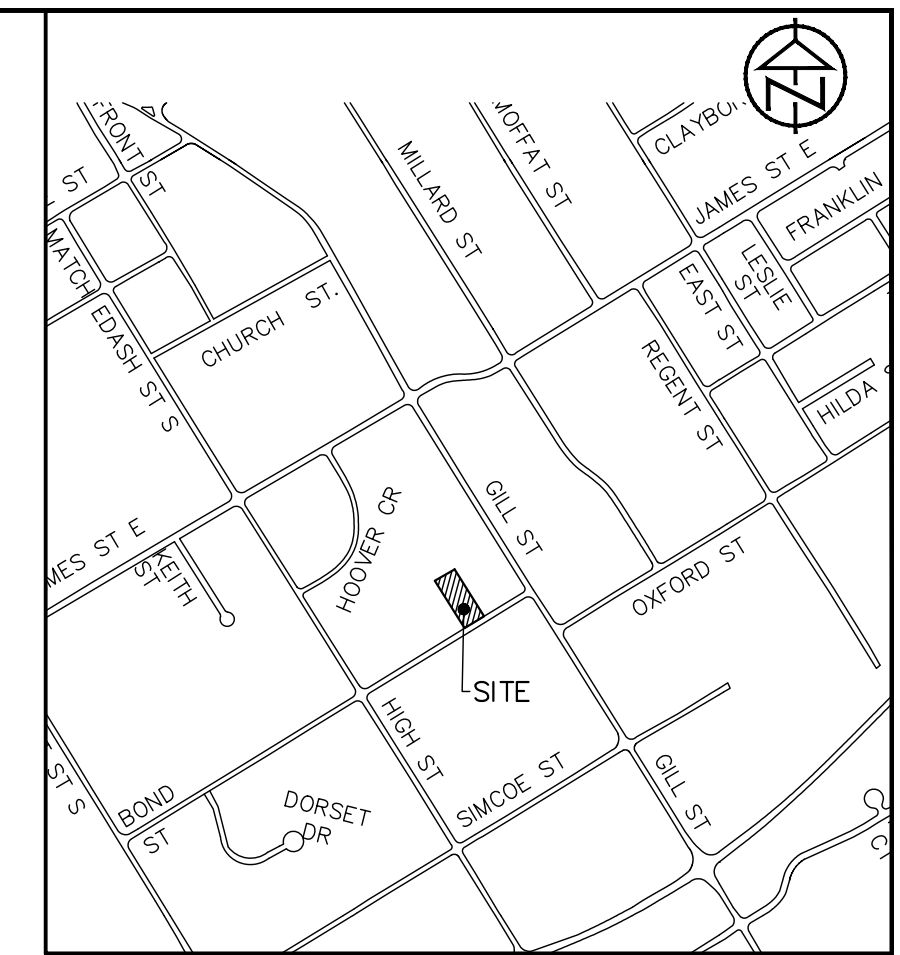 N
FRONT
ST
ST
MATCH
EDASH ST S
CHURCH ST.
MILLARD ST
MOFFAT ST
CLAYBO
JAMES ST E
FRANKLIN
LESLIE
ST
EAST ST
REGENT ST
HILDA
MES ST E
KEITH
ST
HOOVER CR
GILL ST
OXFORD ST
SITE
HIGH ST
SIMCOE ST
GILL ST
ST S
BOND
ST
DORSET
DR